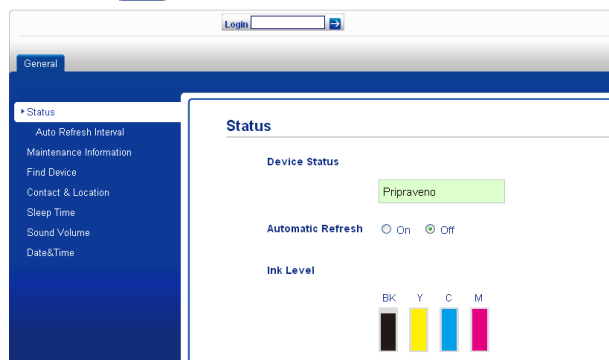 Login
General
Status
Auto Refresh Interval
Maintenance Information
Find Device
Contact & Location
Sleep Time
Sound Volume
Date&Time
Status
Device Status
Pripraveno
Automatic Refresh On Off
Ink Level
BK Y C M